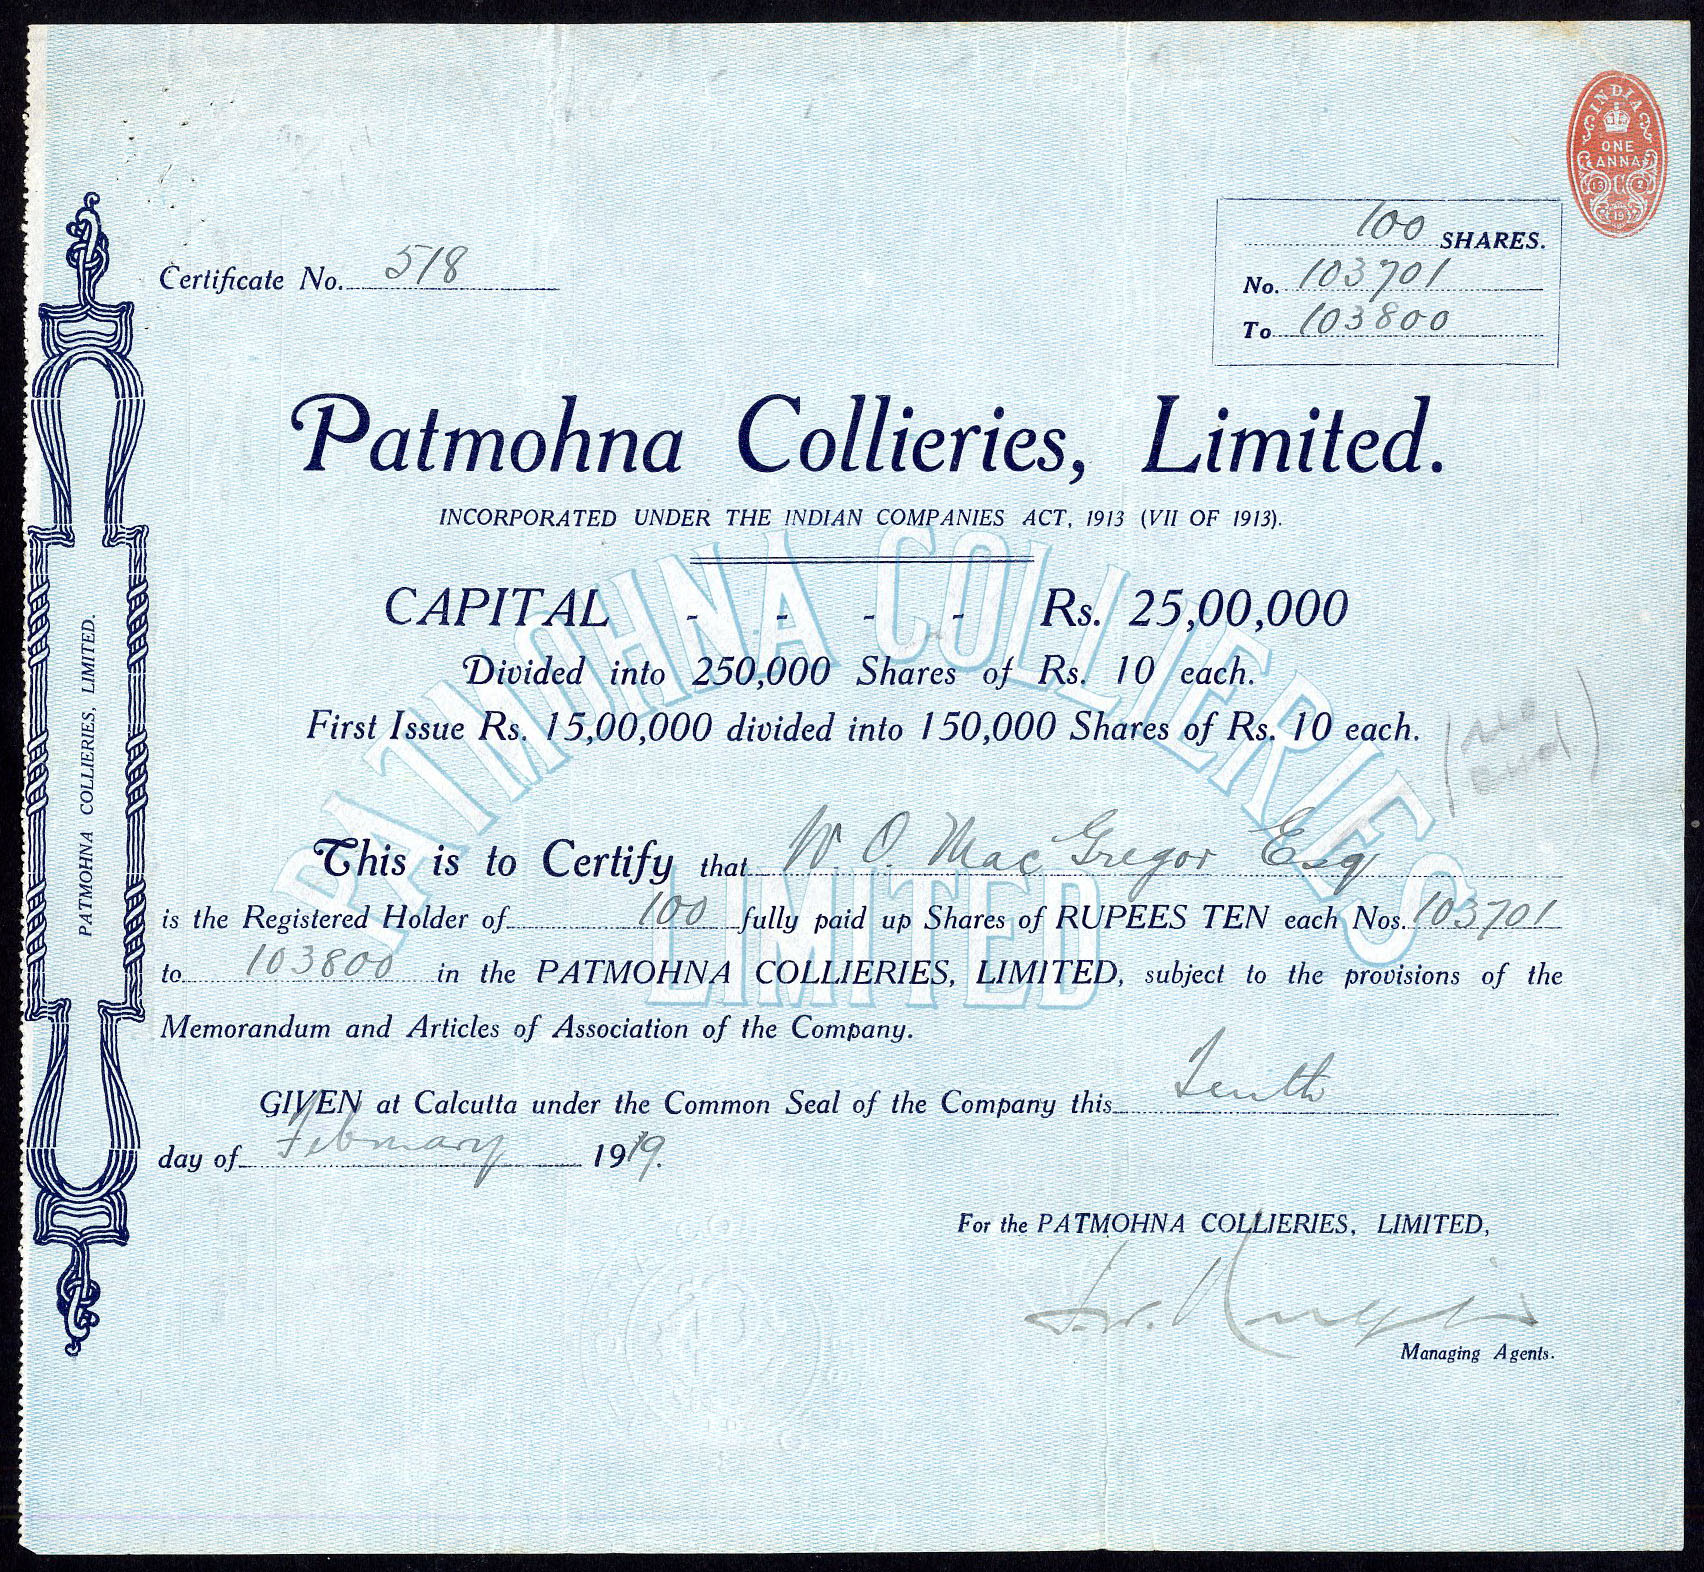 INDIA
ONE
ANNA
100 SHARES.
Certificate No. 518
No. 103701
To 103800
Patmohna Collieries, Limited.
INCORPORATED UNDER THE INDIAN COMPANIES ACT, 1913 (VII OF 1913).
CAPITAL - - - - Rs. 25,00,000
Divided into 250,000 Shares of Rs. 10 each.
First Issue Rs. 15,00,000 divided into 150,000 Shares of Rs. 10 each.
PATMOHNA COLLIERIES
LIMITED
PATMOHNA COLLIERIES, LIMITED.
This is to Certify that W. O. MacGregor Esq
is the Registered Holder of 100 fully paid up Shares of RUPEES TEN each Nos. 103701
to 103800 in the PATMOHNA COLLIERIES, LIMITED, subject to the provisions of the
Memorandum and Articles of Association of the Company.
GIVEN at Calcutta under the Common Seal of the Company this Tenth
day of February 1919.
For the PATMOHNA COLLIERIES, LIMITED,
Managing Agents.